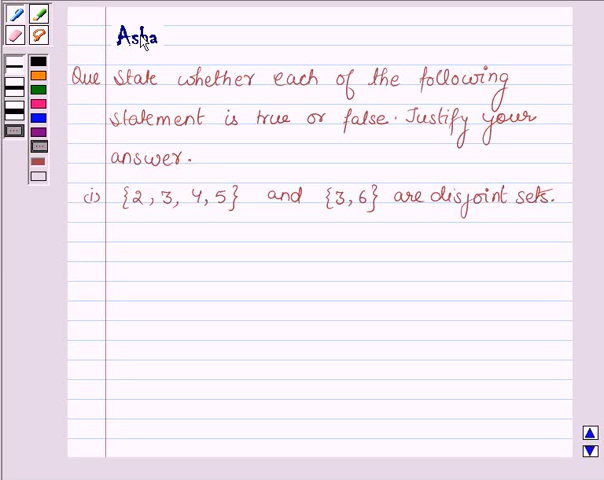 Asha
Que State whether each of the following
statement is true or false. Justify your
answer.
(i) {2, 3, 4, 5} and {3, 6} are disjoint sets.